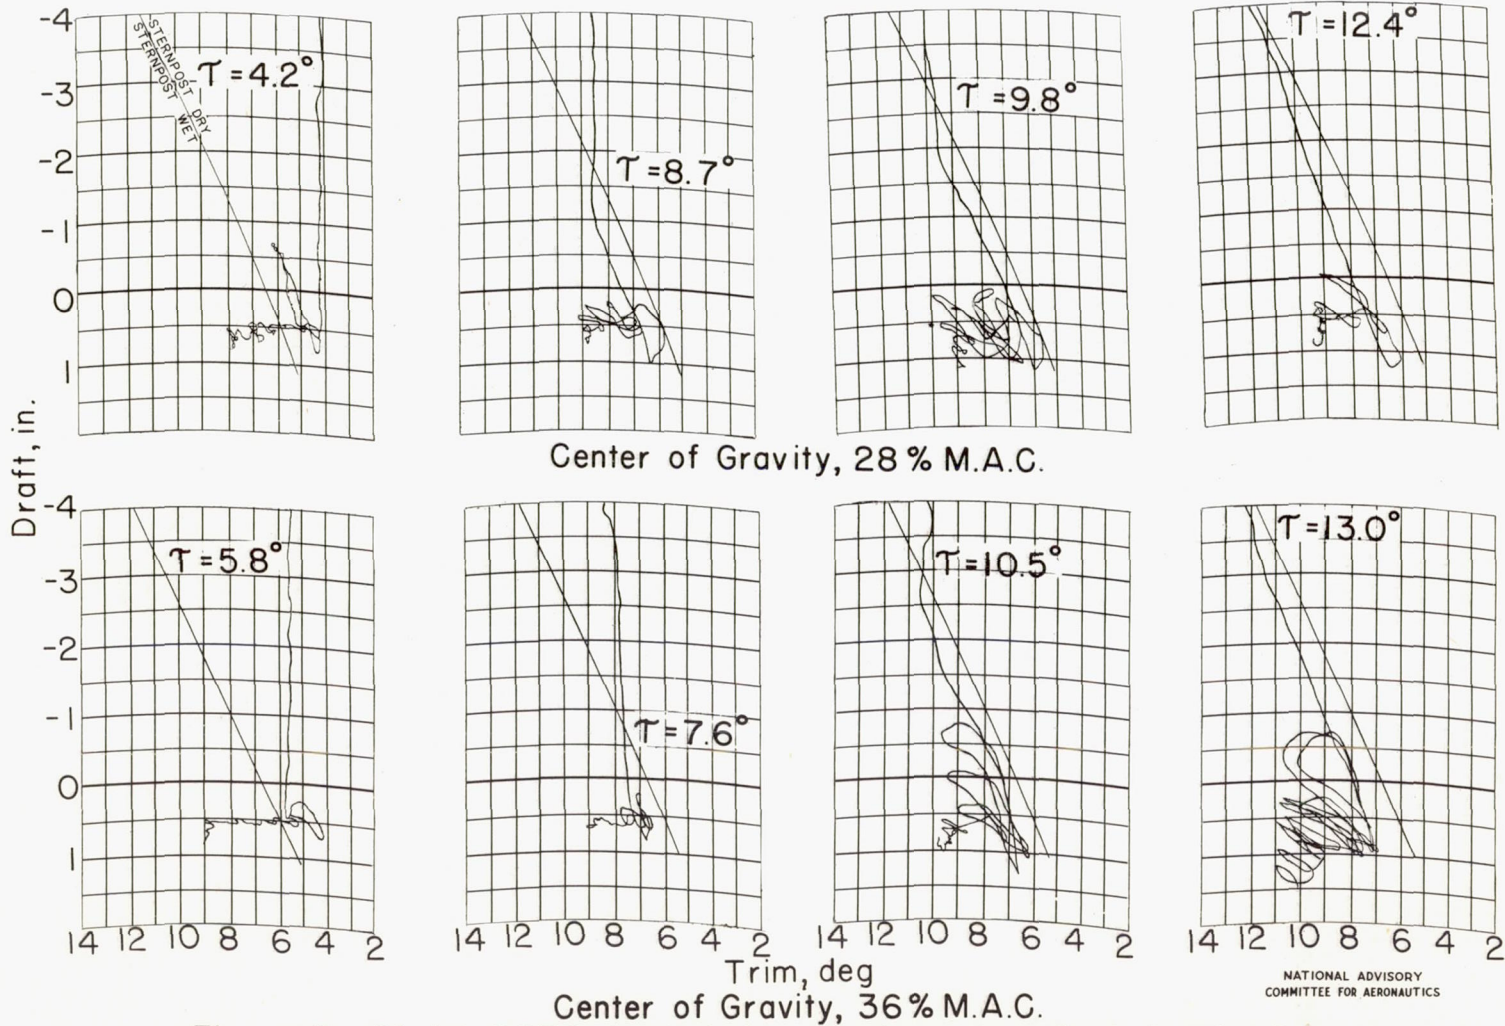 -4
-3
-2
-1
0
1
STERNPOST DRY
STERNPOST WET
τ=4.2°
τ=8.7°
τ=9.8°
τ=12.4°
Center of Gravity, 28% M.A.C.
Draft, in.
-4
-3
-2
-1
0
1
τ=5.8°
τ=7.6°
τ=10.5°
τ=13.0°
14 12 10 8 6 4 2
14 12 10 8 6 4 2
14 12 10 8 6 4 2
14 12 10 8 6 4 2
Trim, deg
Center of Gravity, 36% M.A.C.
NATIONAL ADVISORY
COMMITTEE FOR AERONAUTICS